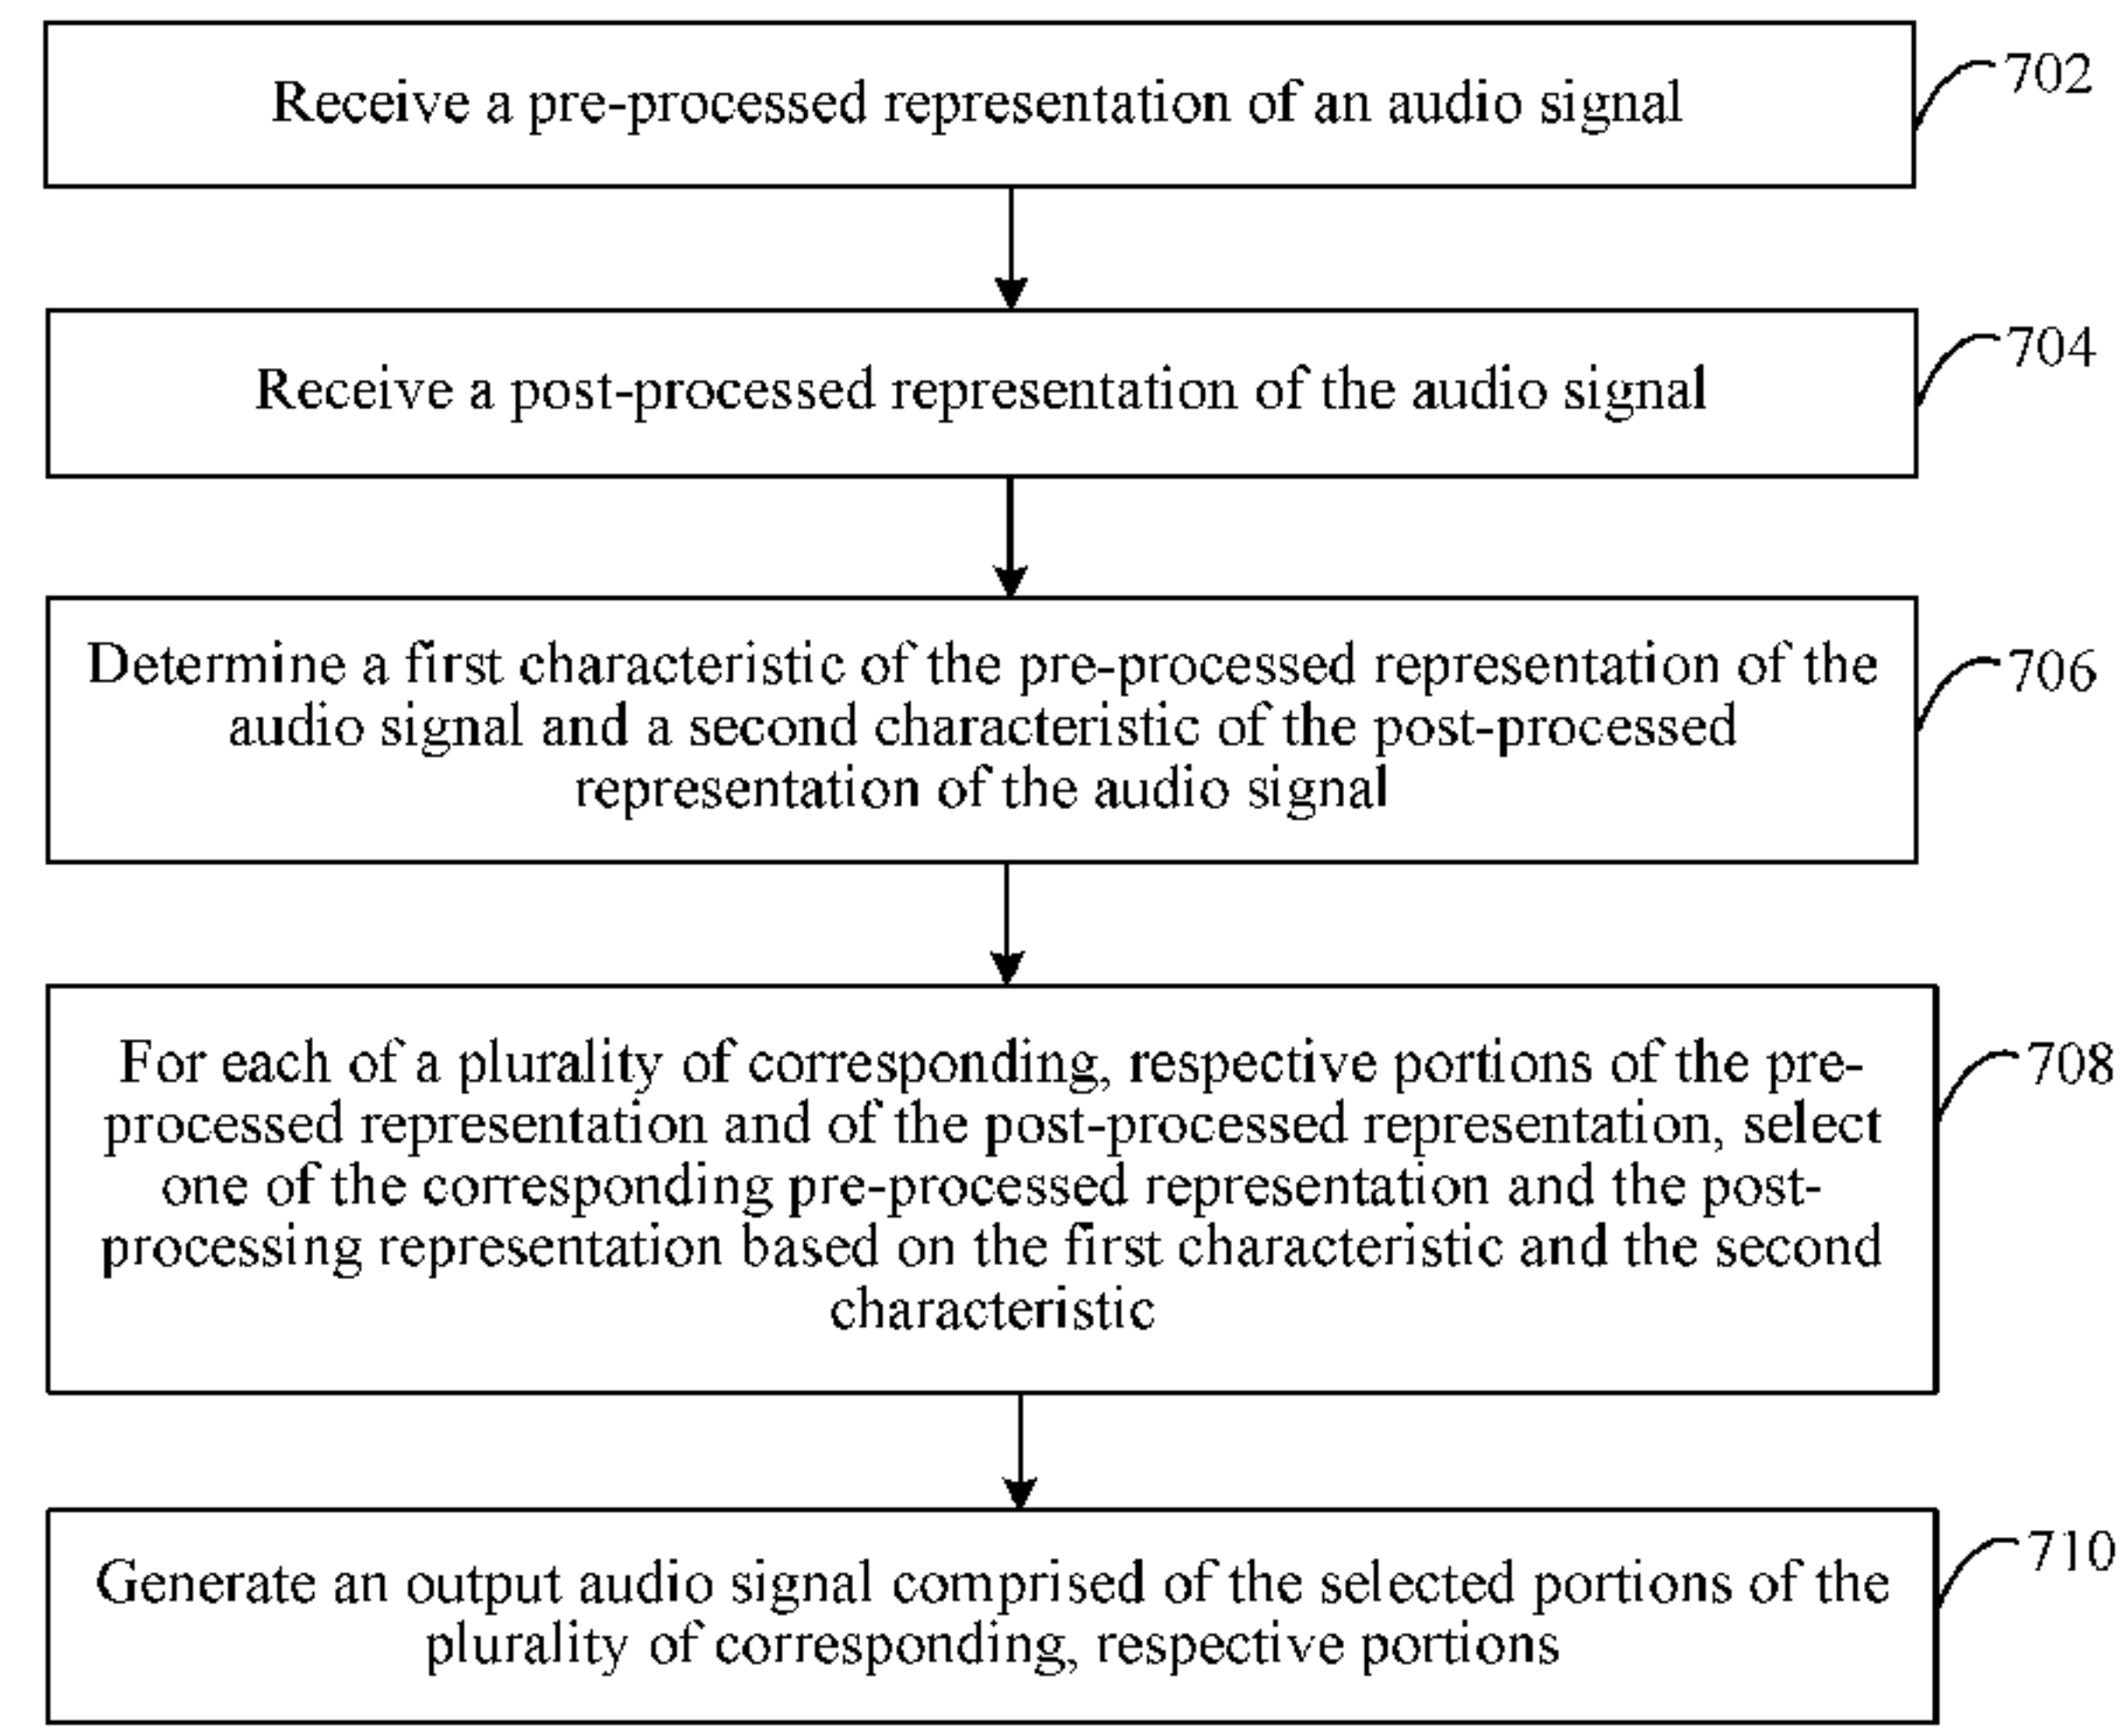 Receive a pre-processed representation of an audio signal
702
Receive a post-processed representation of the audio signal
704
Determine a first characteristic of the pre-processed representation of the
audio signal and a second characteristic of the post-processed
representation of the audio signal
706
For each of a plurality of corresponding, respective portions of the pre-
processed representation and of the post-processed representation, select
one of the corresponding pre-processed representation and the post-
processing representation based on the first characteristic and the second
characteristic
708
Generate an output audio signal comprised of the selected portions of the
plurality of corresponding, respective portions
710